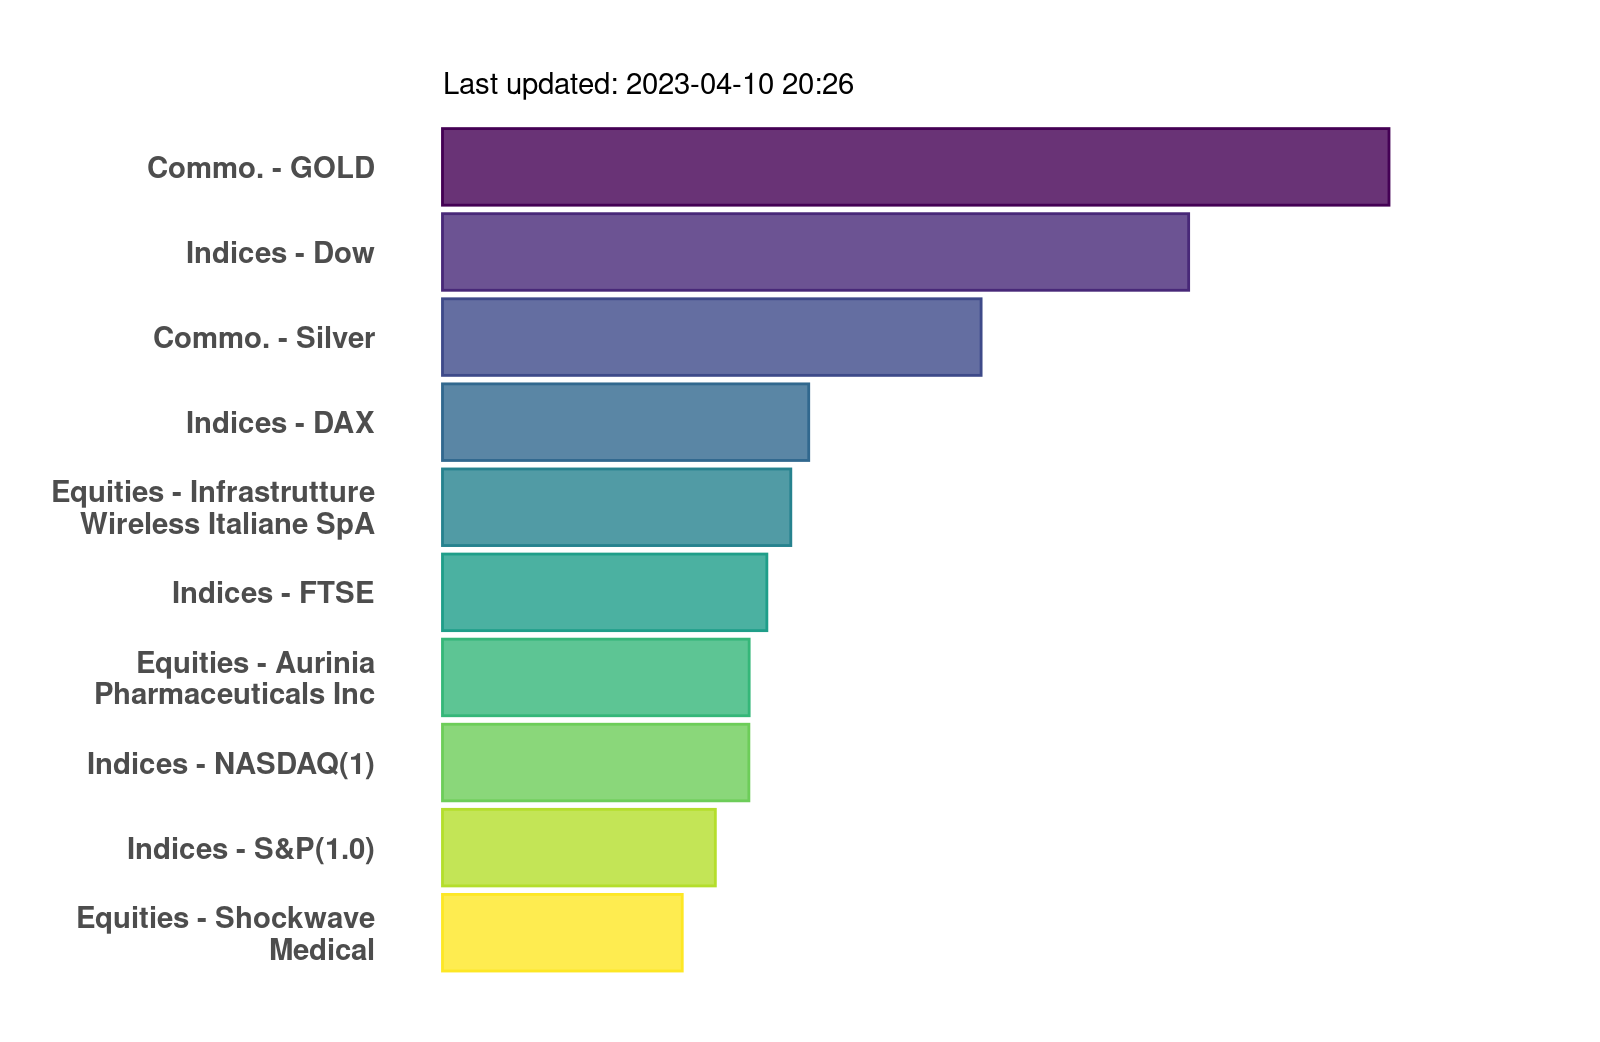 Last updated: 2023-04-10 20:26
Commo. - GOLD
Indices - Dow
Commo. - Silver
Indices - DAX
Equities - Infrastrutture
Wireless Italiane SpA
Indices - FTSE
Equities - Aurinia
Pharmaceuticals Inc
Indices - NASDAQ(1)
Indices - S&P(1.0)
Equities - Shockwave
Medical